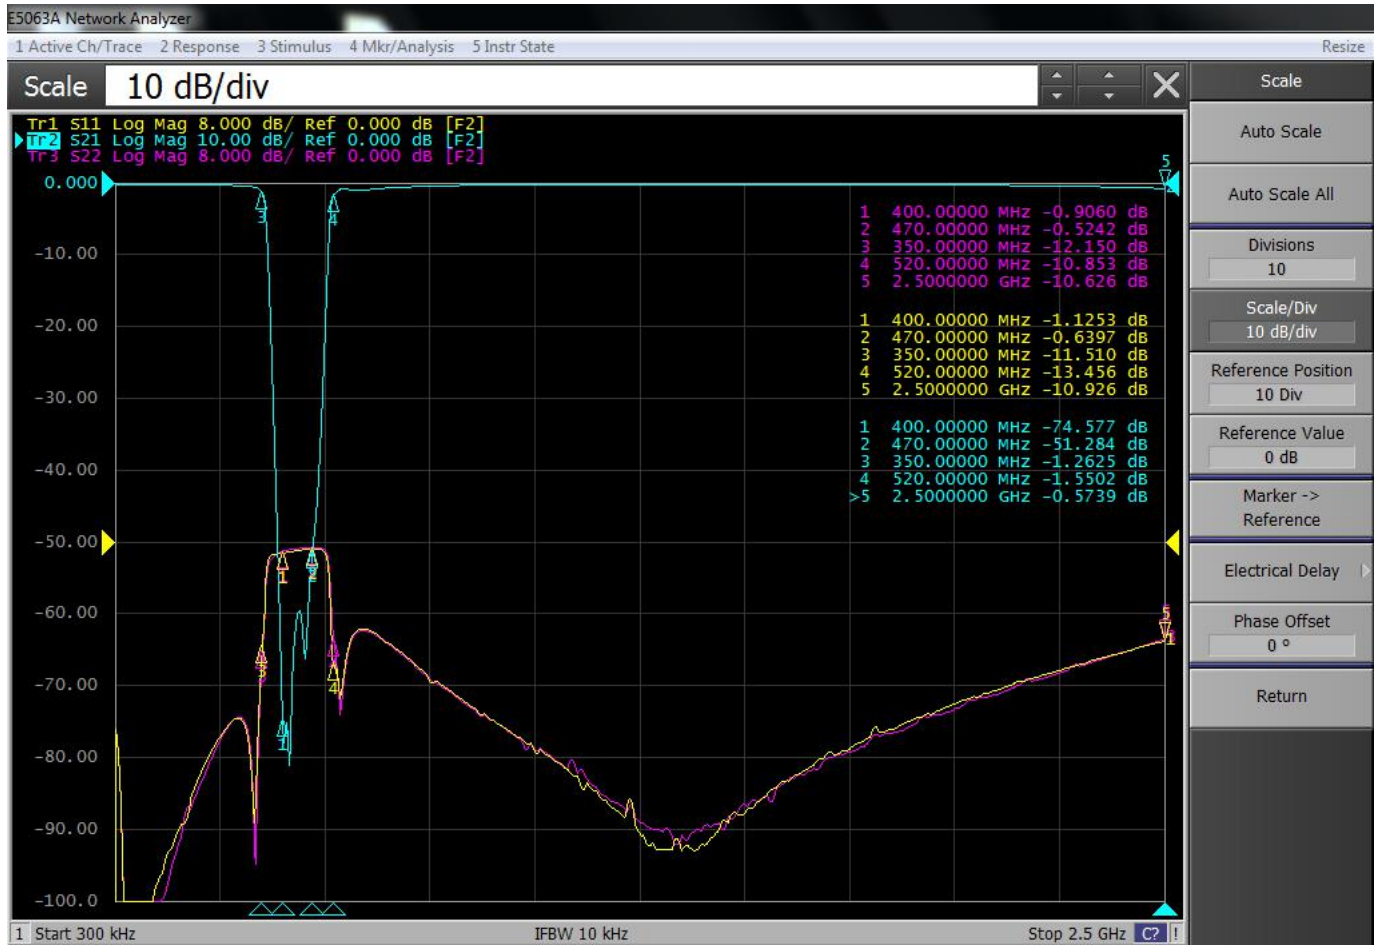 E5063A Network Analyzer
1 Active Ch/Trace 2 Response 3 Stimulus 4 Mkr/Analysis 5 Instr State Resize
Scale 10 dB/div
Tr1 S11 Log Mag 8.000 dB/ Ref 0.000 dB [F2]
Tr2 S21 Log Mag 10.00 dB/ Ref 0.000 dB [F2]
Tr3 S22 Log Mag 8.000 dB/ Ref 0.000 dB [F2]
0.000
-10.00
-20.00
-30.00
-40.00
-50.00
-60.00
-70.00
-80.00
-90.00
-100.0
3
4
5
1 400.00000 MHz -0.9060 dB
2 470.00000 MHz -0.5242 dB
3 350.00000 MHz -12.150 dB
4 520.00000 MHz -10.853 dB
5 2.5000000 GHz -10.626 dB
1 400.00000 MHz -1.1253 dB
2 470.00000 MHz -0.6397 dB
3 350.00000 MHz -11.510 dB
4 520.00000 MHz -13.456 dB
5 2.5000000 GHz -10.926 dB
1 400.00000 MHz -74.577 dB
2 470.00000 MHz -51.284 dB
3 350.00000 MHz -1.2625 dB
4 520.00000 MHz -1.5502 dB
>5 2.5000000 GHz -0.5739 dB
1
2
3
4
1
5
1
1 Start 300 kHz IFBW 10 kHz Stop 2.5 GHz C? !
Scale
Auto Scale
Auto Scale All
Divisions
10
Scale/Div
10 dB/div
Reference Position
10 Div
Reference Value
0 dB
Marker ->
Reference
Electrical Delay
Phase Offset
0 °
Return